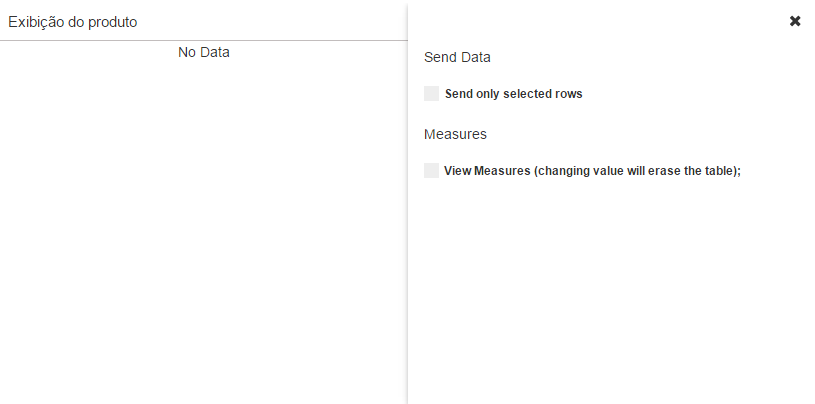 Exibição do produto
No Data
Send Data
Send only selected rows
Measures
View Measures (changing value will erase the table);